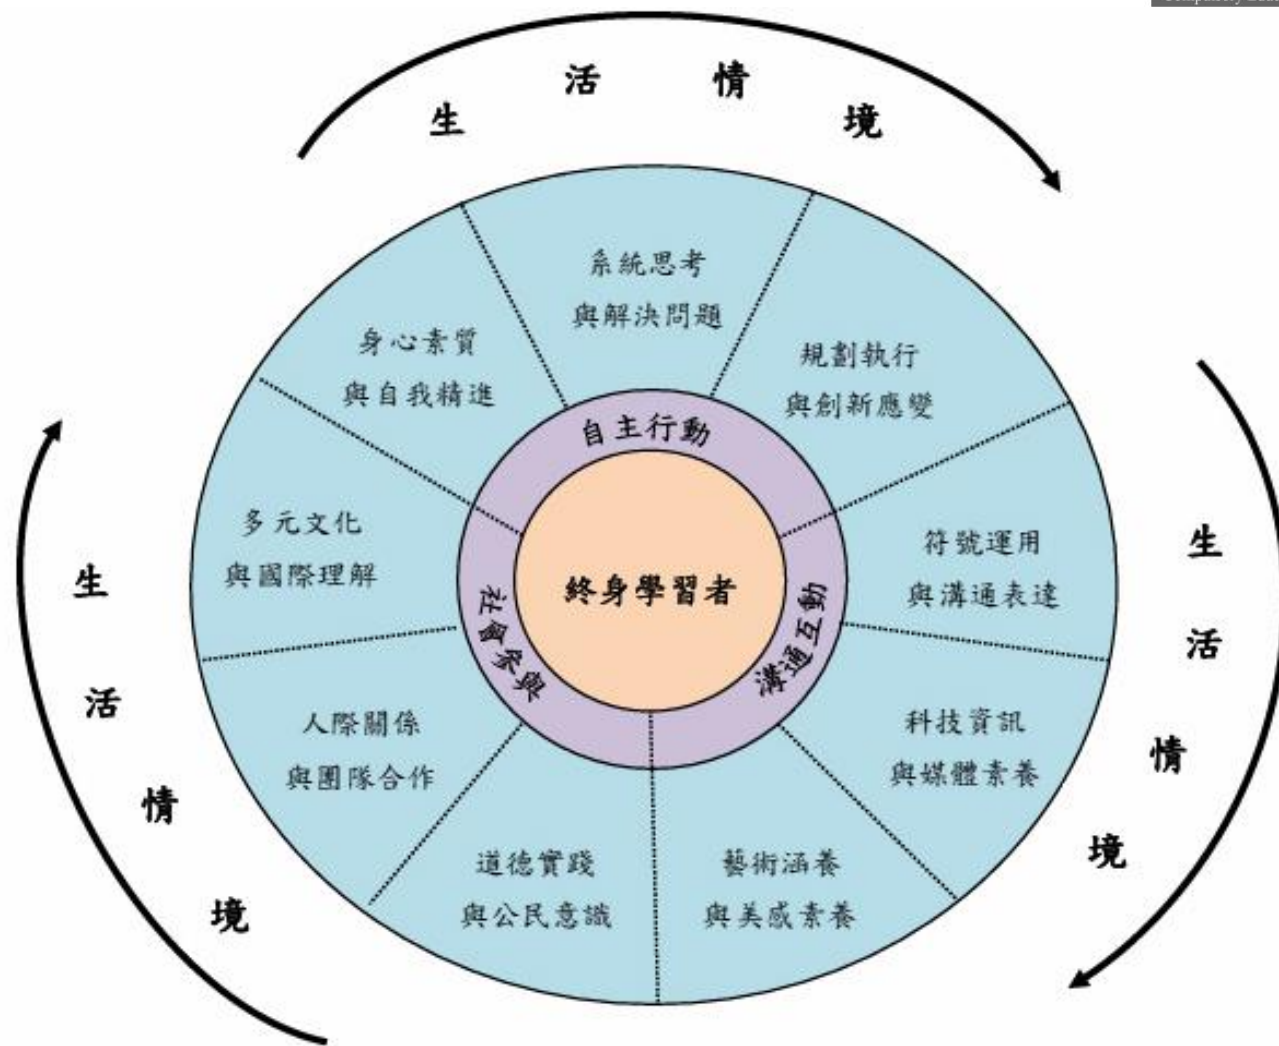 生活情境
系統思考
與解決問題
身心素質
與自我精進
規劃執行
與創新應變
自主行動
多元文化
與國際理解
符號運用
與溝通表達
生活情境
生活情境
終身學習者
社會參與
溝通互動
人際關係
與團隊合作
科技資訊
與媒體素養
道德實踐
與公民意識
藝術涵養
與美感素養